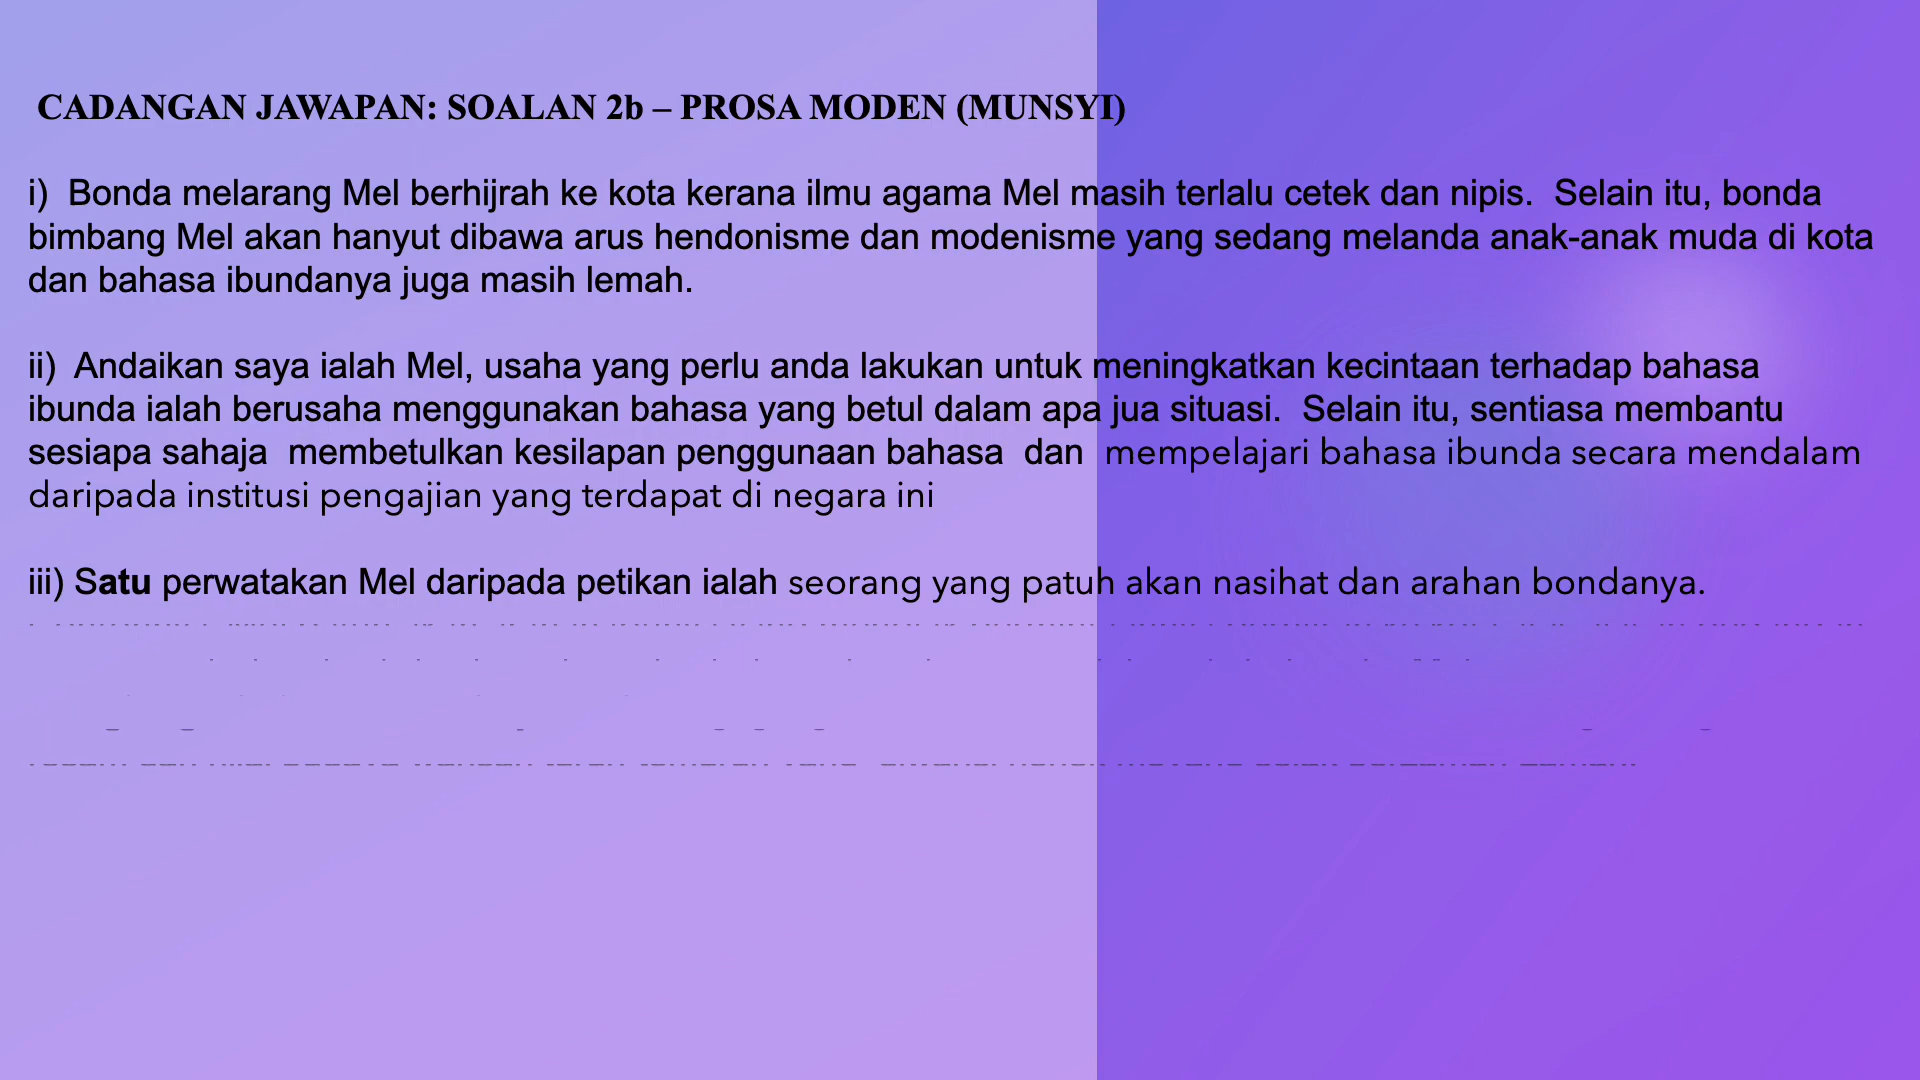 CADANGAN JAWAPAN: SOALAN 2b – PROSA MODEN (MUNSYI)
i) Bonda melarang Mel berhijrah ke kota kerana ilmu agama Mel masih terlalu cetek dan nipis. Selain itu, bonda
bimbang Mel akan hanyut dibawa arus hendonisme dan modenisme yang sedang melanda anak-anak muda di kota
dan bahasa ibundanya juga masih lemah.
ii) Andaikan saya ialah Mel, usaha yang perlu anda lakukan untuk meningkatkan kecintaan terhadap bahasa
ibunda ialah berusaha menggunakan bahasa yang betul dalam apa jua situasi. Selain itu, sentiasa membantu
sesiapa sahaja membetulkan kesilapan penggunaan bahasa dan mempelajari bahasa ibunda secara mendalam
daripada institusi pengajian yang terdapat di negara ini
iii) Satu perwatakan Mel daripada petikan ialah seorang yang patuh akan nasihat dan arahan bondanya.